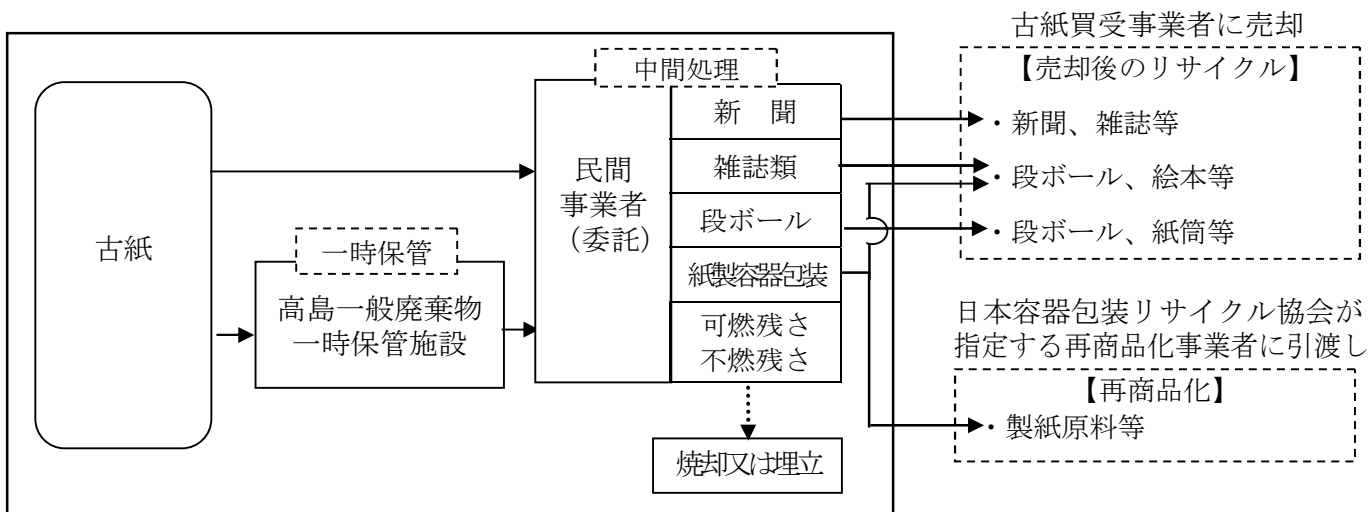 古紙買受事業者に売却
【売却後のリサイクル】
・新聞、雑誌等
・段ボール、絵本等
・段ボール、紙筒等
中間処理
民間
事業者
(委託)
新　聞
雑誌類
段ボール
紙製容器包装
可燃残さ
不燃残さ
古紙
一時保管
高島一般廃棄物
一時保管施設
焼却又は埋立
日本容器包装リサイクル協会が
指定する再商品化事業者に引渡し
【再商品化】
・製紙原料等